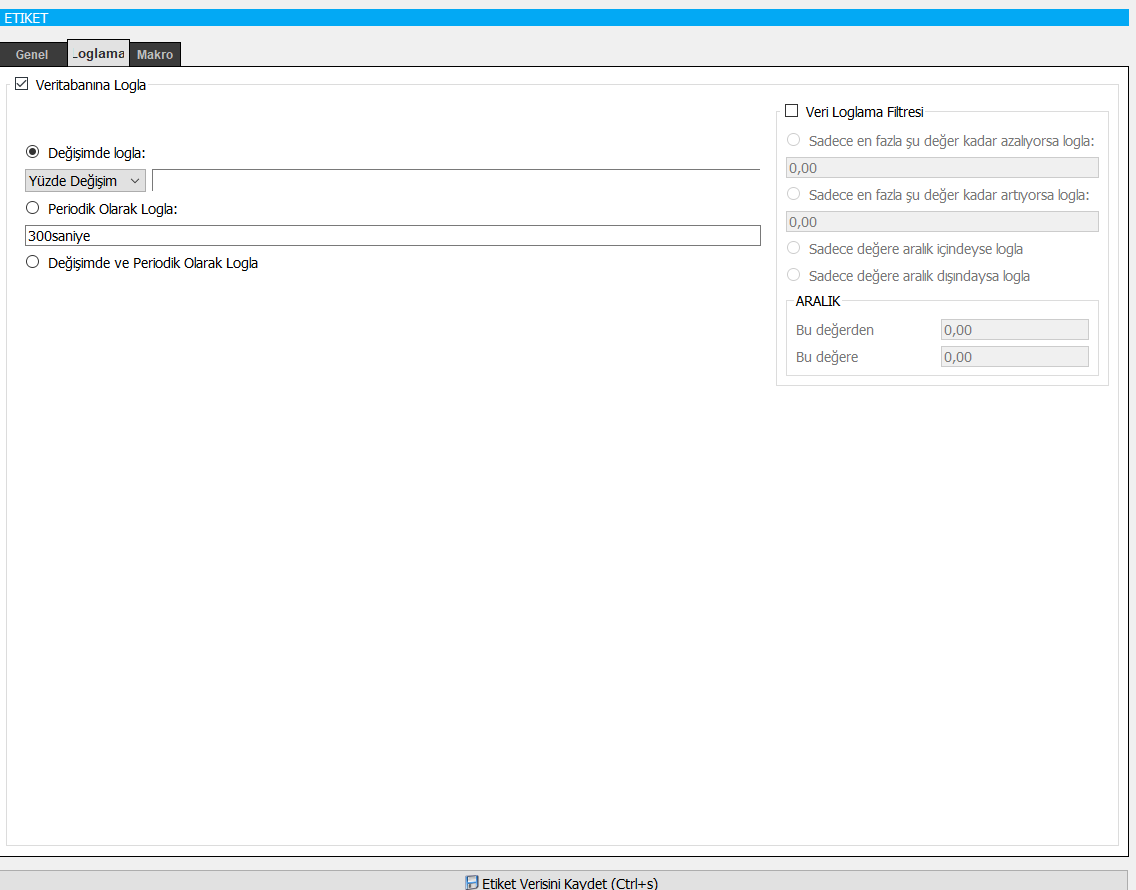 ETIKET
Genel Loglama Makro
Veritabanına Logla
Değişimde logla:
Yüzde Değişim
Periodik Olarak Logla:
300saniye
Değişimde ve Periodik Olarak Logla
Veri Loglama Filtresi
Sadece en fazla şu değer kadar azalıyorsa logla:
0,00
Sadece en fazla şu değer kadar artıyorsa logla:
0,00
Sadece değere aralık içindeyse logla
Sadece değere aralık dışındaysa logla
ARALIK
Bu değerden 0,00
Bu değere 0,00
Etiket Verisini Kaydet (Ctrl+s)